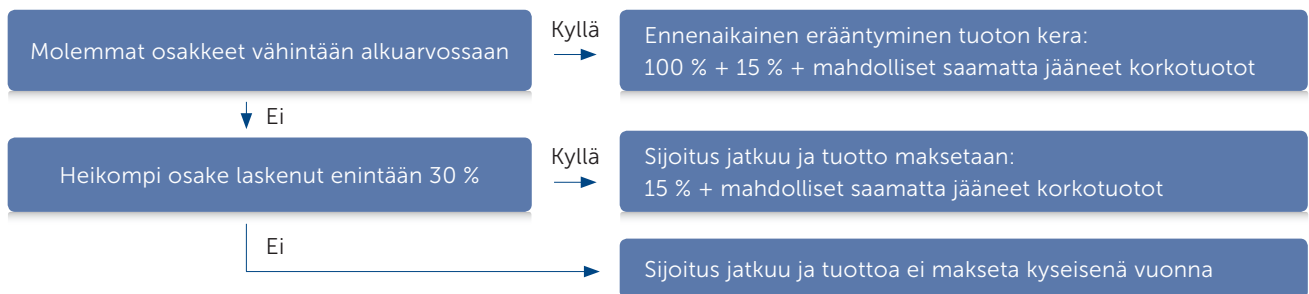 Molemmat osakkeet vähintään alkuarvossaan
Kyllä
Ennenaikainen erääntyminen tuoton kera:
100 % + 15 % + mahdolliset saamatta jääneet korkotuotot
Ei
Heikompi osake laskenut enintään 30 %
Kyllä
Sijoitus jatkuu ja tuotto maksetaan:
15 % + mahdolliset saamatta jääneet korkotuotot
Ei
Sijoitus jatkuu ja tuottoa ei makseta kyseisenä vuonna